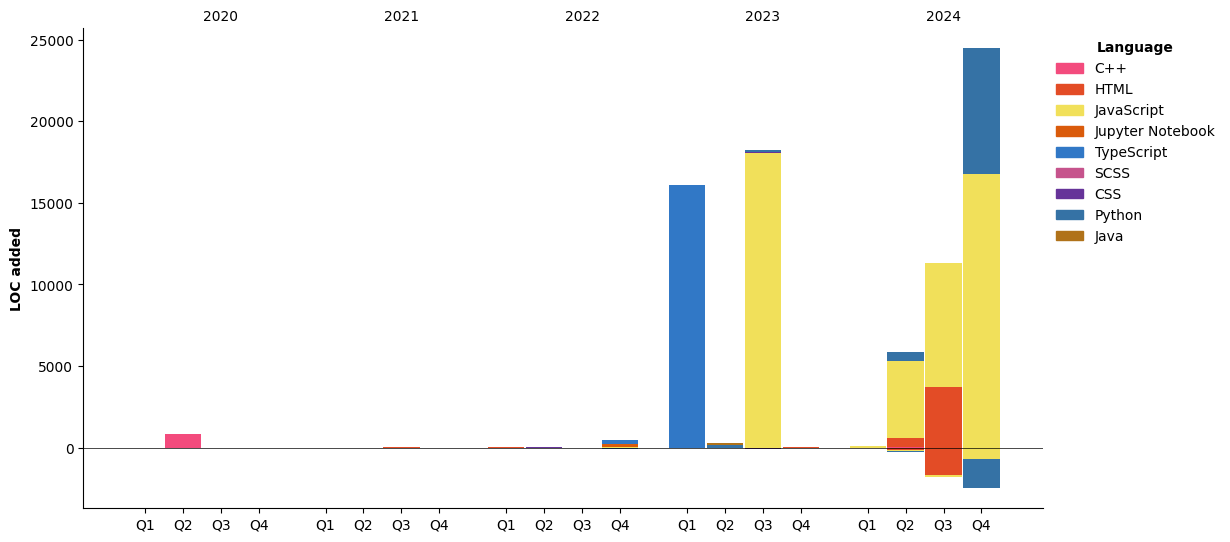 2020 2021 2022 2023 2024
25000
20000
15000
10000
5000
0
LOC added
Q1 Q2 Q3 Q4 Q1 Q2 Q3 Q4 Q1 Q2 Q3 Q4 Q1 Q2 Q3 Q4 Q1 Q2 Q3 Q4
Language
C++
HTML
JavaScript
Jupyter Notebook
TypeScript
SCSS
CSS
Python
Java